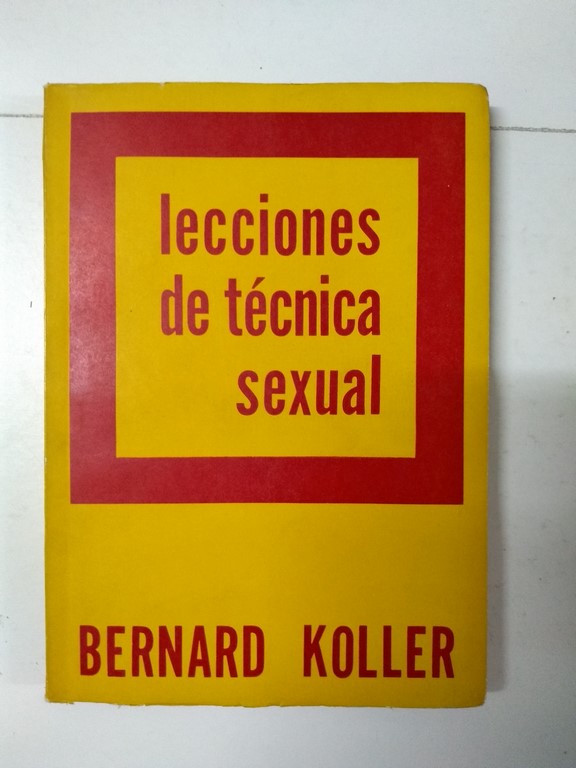 lecciones
de técnica
sexual
BERNARD KOLLER